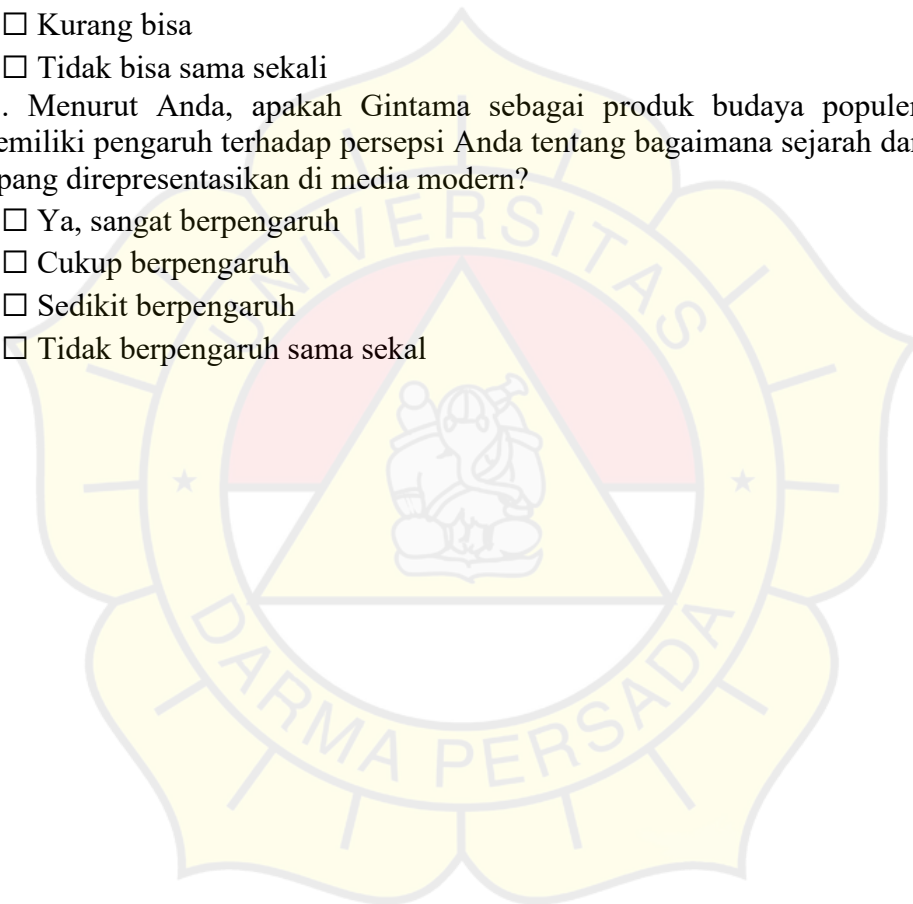 ☐ Kurang bisa
☐ Tidak bisa sama sekali
. Menurut Anda, apakah Gintama sebagai produk budaya populer
emiliki pengaruh terhadap persepsi Anda tentang bagaimana sejarah dan
pang direpresentasikan di media modern?
☐ Ya, sangat berpengaruh
☐ Cukup berpengaruh
☐ Sedikit berpengaruh
☐ Tidak berpengaruh sama sekal
UNIVERSITAS
DARMA PERSADA